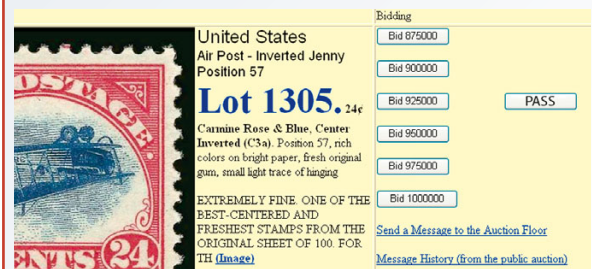 POSTAGE
CENTS 24
United States
Air Post - Inverted Jenny
Position 57
Lot 1305. 24¢
Carmine Rose & Blue, Center
Inverted (C3a). Position 57, rich
colors on bright paper, fresh original
gum, small light trace of hinging
EXTREMELY FINE. ONE OF THE
BEST-CENTERED AND
FRESHEST STAMPS FROM THE
ORIGINAL SHEET OF 100. FOR
TH (Image)
Bidding
Bid 875000
Bid 900000
Bid 925000
PASS
Bid 950000
Bid 975000
Bid 1000000
Send a Message to the Auction Floor
Message History (from the public auction)